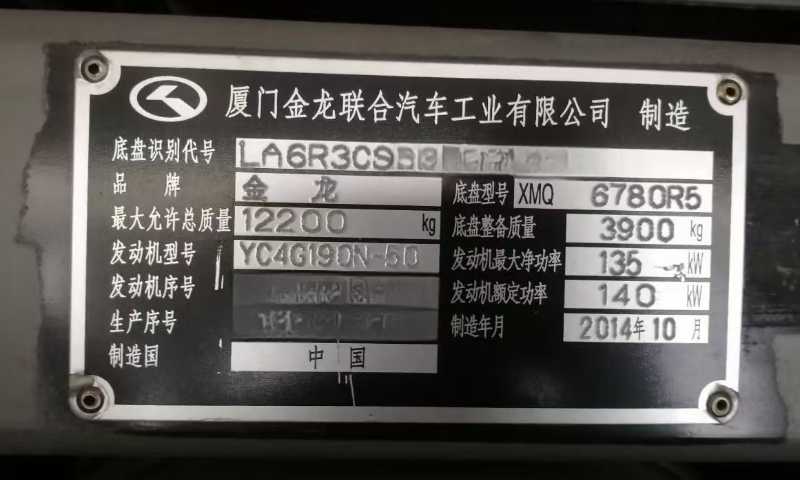 厦门金龙联合汽车工业有限公司 制造
底盘识别代号 LA6R3C9
品牌 金龙 底盘型号 XMQ 6780R5
最大允许总质量 12200 kg 底盘整备质量 3900 kg
发动机型号 YC4G190N-50 发动机最大净功率 135 kW
发动机序号 发动机额定功率 140 kW
生产序号 制造年月 2014年10月
制造国 中国